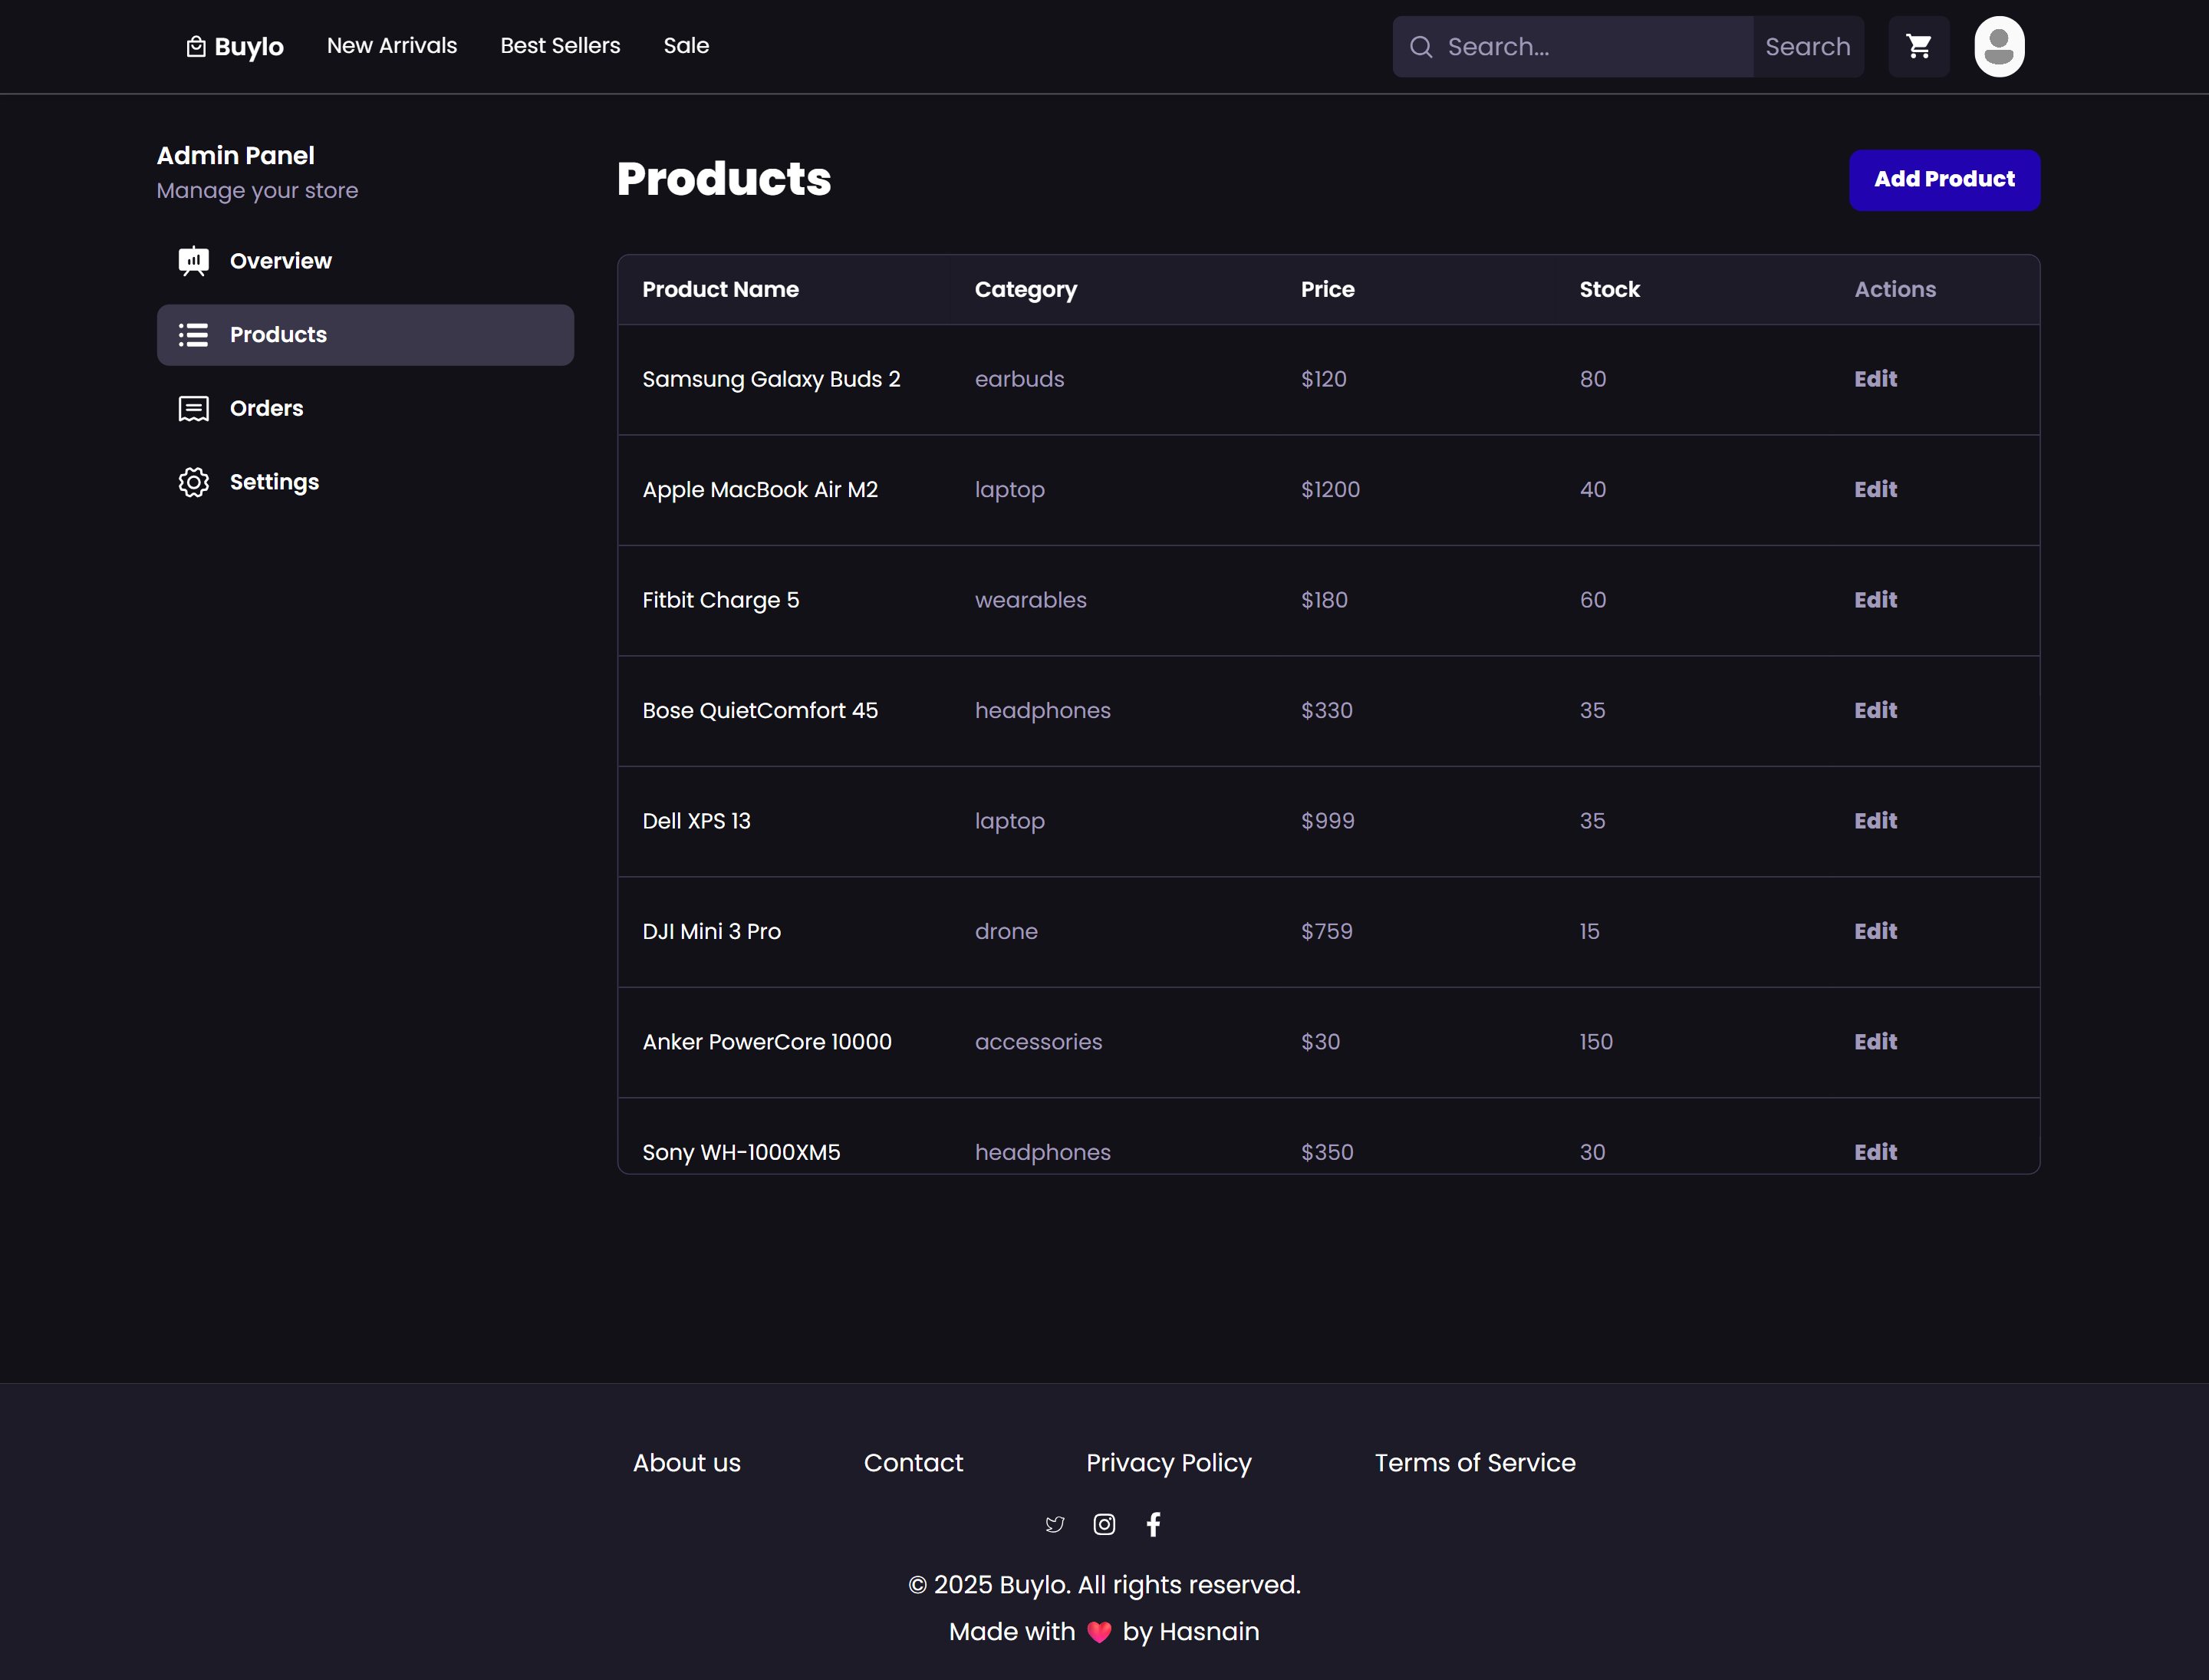 Buylo New Arrivals Best Sellers Sale Search... Search
Admin Panel
Manage your store
Overview
Products
Orders
Settings
Products Add Product
Product Name Category Price Stock Actions
Samsung Galaxy Buds 2 earbuds $120 80 Edit
Apple MacBook Air M2 laptop $1200 40 Edit
Fitbit Charge 5 wearables $180 60 Edit
Bose QuietComfort 45 headphones $330 35 Edit
Dell XPS 13 laptop $999 35 Edit
DJI Mini 3 Pro drone $759 15 Edit
Anker PowerCore 10000 accessories $30 150 Edit
Sony WH-1000XM5 headphones $350 30 Edit
About us Contact Privacy Policy Terms of Service
© 2025 Buylo. All rights reserved.
Made with ❤️ by Hasnain